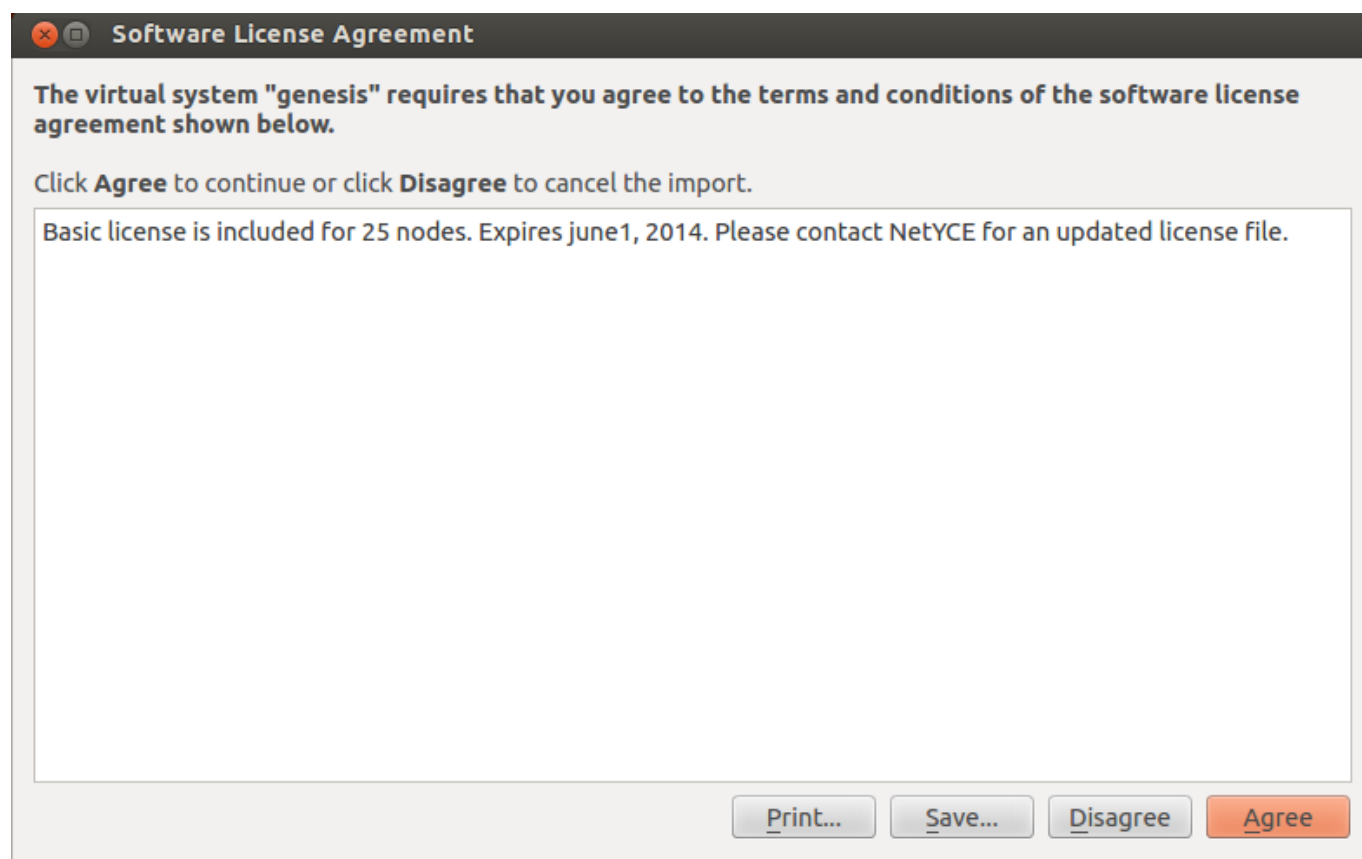 Software License Agreement
The virtual system "genesis" requires that you agree to the terms and conditions of the software license
agreement shown below.
Click Agree to continue or click Disagree to cancel the import.
Basic license is included for 25 nodes. Expires june1, 2014. Please contact NetYCE for an updated license file.
Print... Save... Disagree Agree